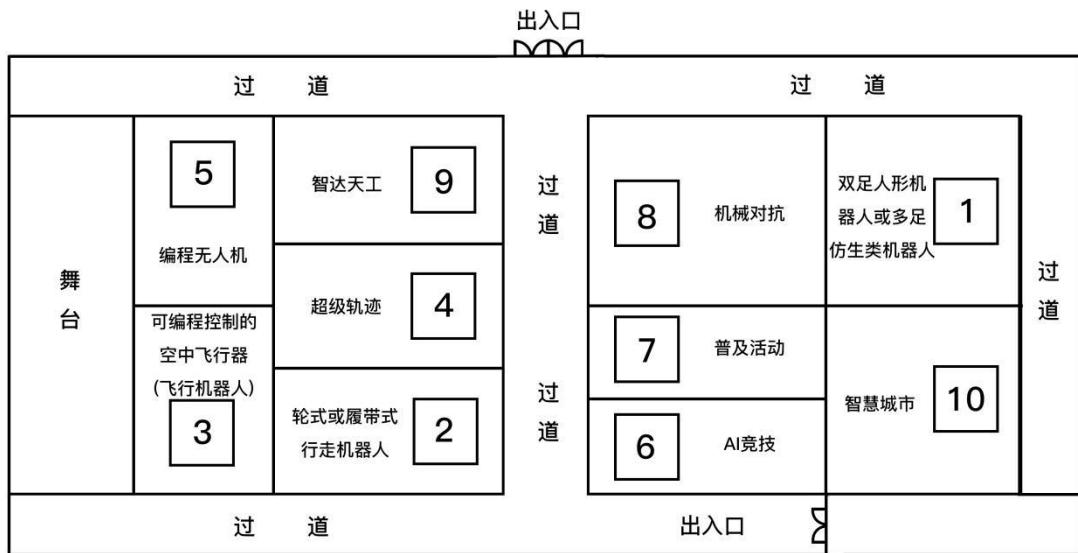 出入口
过 道
过 道
舞台
5
编程无人机
可编程控制的
空中飞行器
(飞行机器人)
3
智达天工
9
超级轨迹
4
轮式或履带式
行走机器人
2
过道
过道
8
机械对抗
7
普及活动
6
AI竞技
双足人形机
器人或多足
仿生类机器人
1
智慧城市
10
过道
过 道
出入口